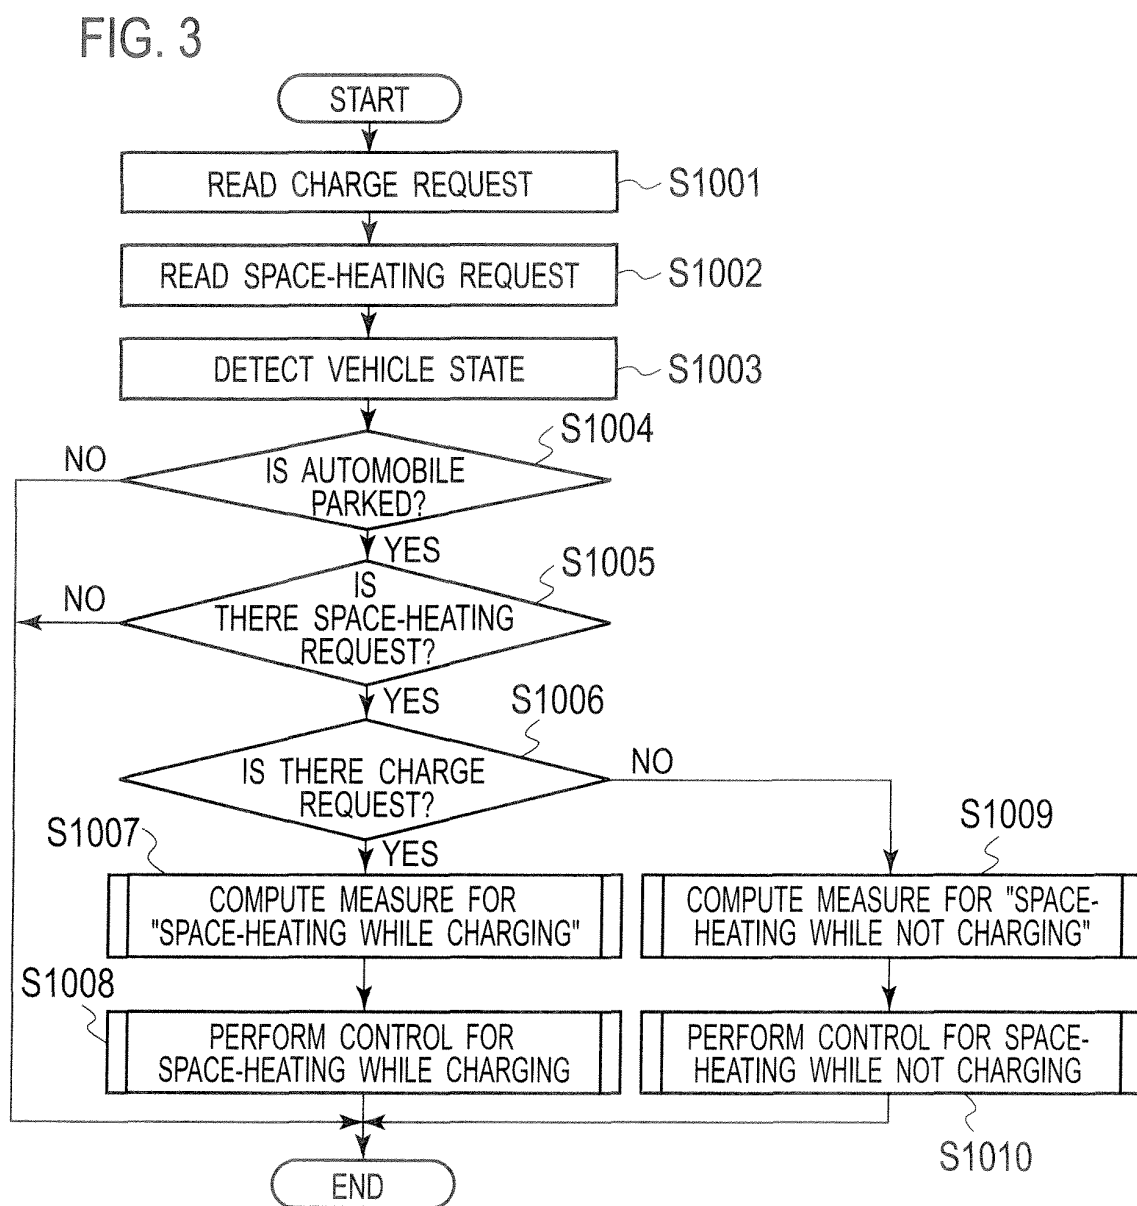 FIG. 3
START
READ CHARGE REQUEST
S1001
READ SPACE-HEATING REQUEST
S1002
DETECT VEHICLE STATE
S1003
S1004
NO
IS AUTOMOBILE
PARKED?
YES
S1005
NO
IS
THERE SPACE-HEATING
REQUEST?
YES
S1006
IS THERE CHARGE
REQUEST?
NO
S1007
YES
S1009
COMPUTE MEASURE FOR
"SPACE-HEATING WHILE CHARGING"
COMPUTE MEASURE FOR "SPACE-
HEATING WHILE NOT CHARGING"
S1008
PERFORM CONTROL FOR
SPACE-HEATING WHILE CHARGING
PERFORM CONTROL FOR SPACE-
HEATING WHILE NOT CHARGING
S1010
END